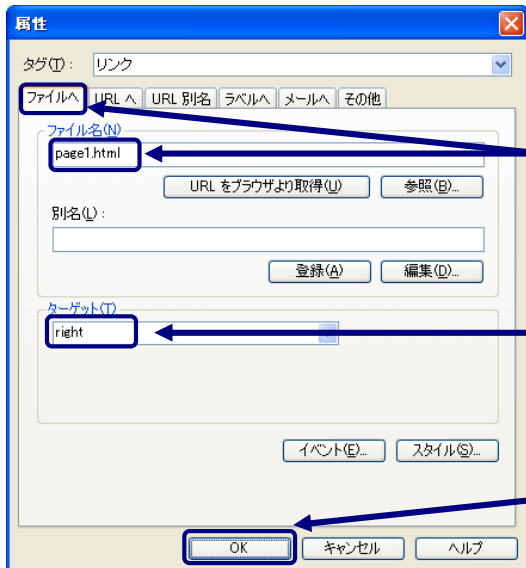 属性
タグ(T): リンク
ファイルへ URL へ URL 別名 ラベルへ メールへ その他
ファイル名(N)
page1.html
URL をブラウザより取得(U) 参照(B)...
別名(L):
登録(A) 編集(D)...
ターゲット(T)
right
イベント(E)... スタイル(S)...
OK キャンセル ヘルプ